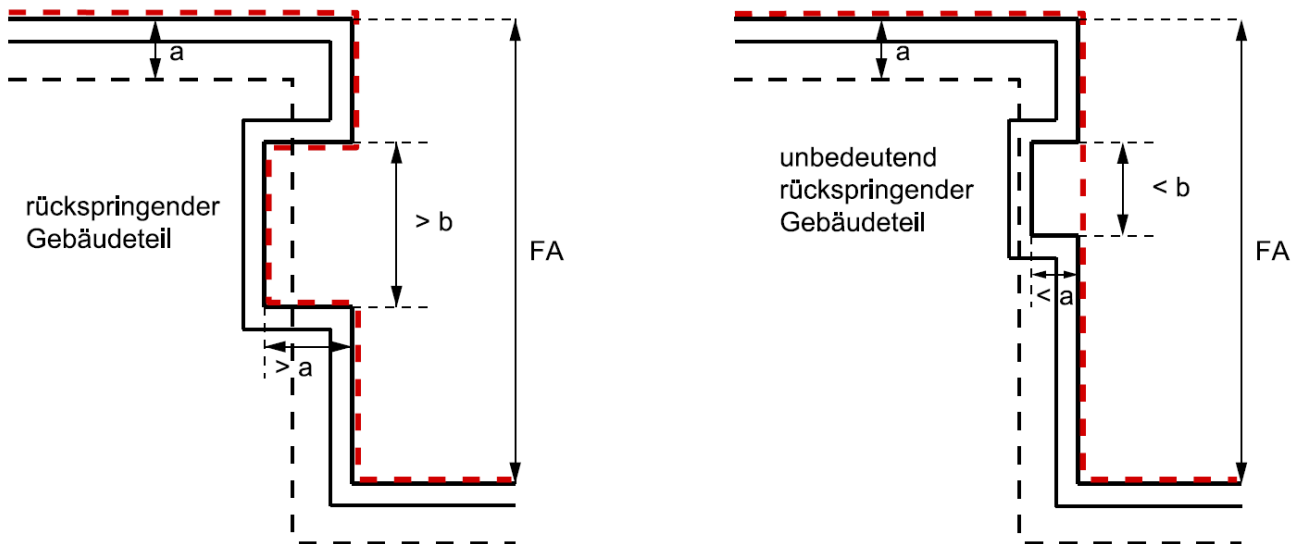 a
rückspringender
Gebäudeteil
> b
FA
> a
a
unbedeutend
rückspringender
Gebäudeteil
< b
FA
< a